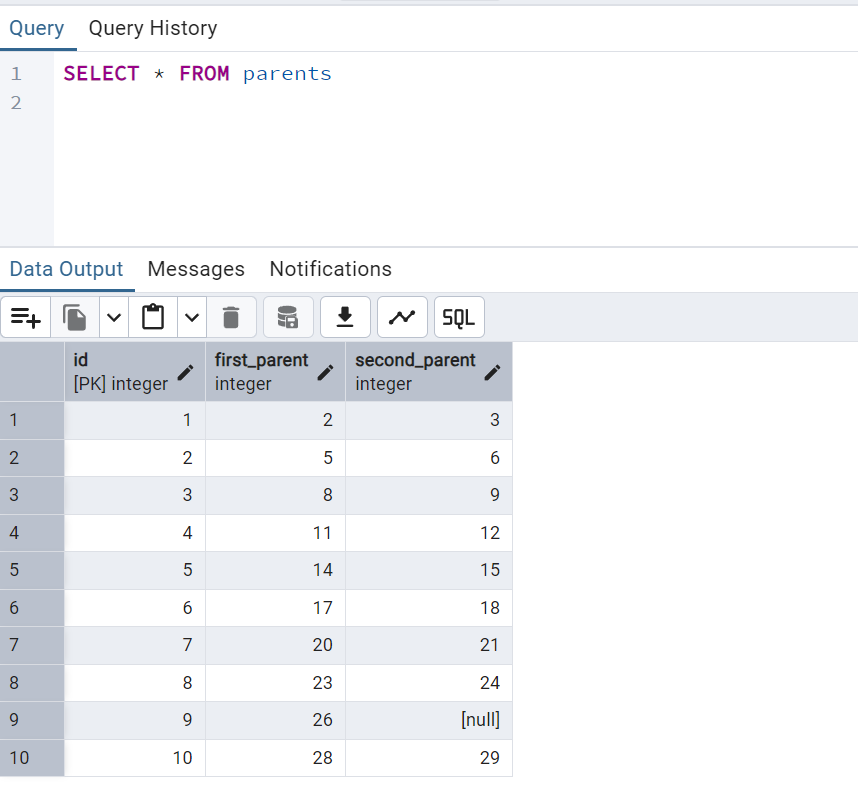 Query Query History
1 SELECT * FROM parents
2
Data Output Messages Notifications
SQL
id first_parent second_parent
[PK] integer integer integer
1 1 2 3
2 2 5 6
3 3 8 9
4 4 11 12
5 5 14 15
6 6 17 18
7 7 20 21
8 8 23 24
9 9 26 [null]
10 10 28 29